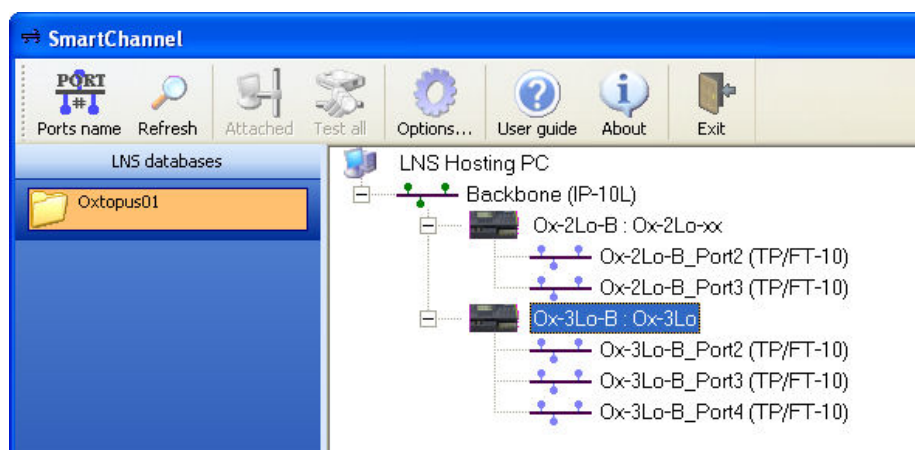 SmartChannel
PORT
#
Ports name Refresh Attached Test all Options... User guide About Exit
LNS databases
Oxtopus01
LNS Hosting PC
Backbone (IP-10L)
Ox-2Lo-B : Ox-2Lo-xx
Ox-2Lo-B_Port2 (TP/FT-10)
Ox-2Lo-B_Port3 (TP/FT-10)
Ox-3Lo-B : Ox-3Lo
Ox-3Lo-B_Port2 (TP/FT-10)
Ox-3Lo-B_Port3 (TP/FT-10)
Ox-3Lo-B_Port4 (TP/FT-10)